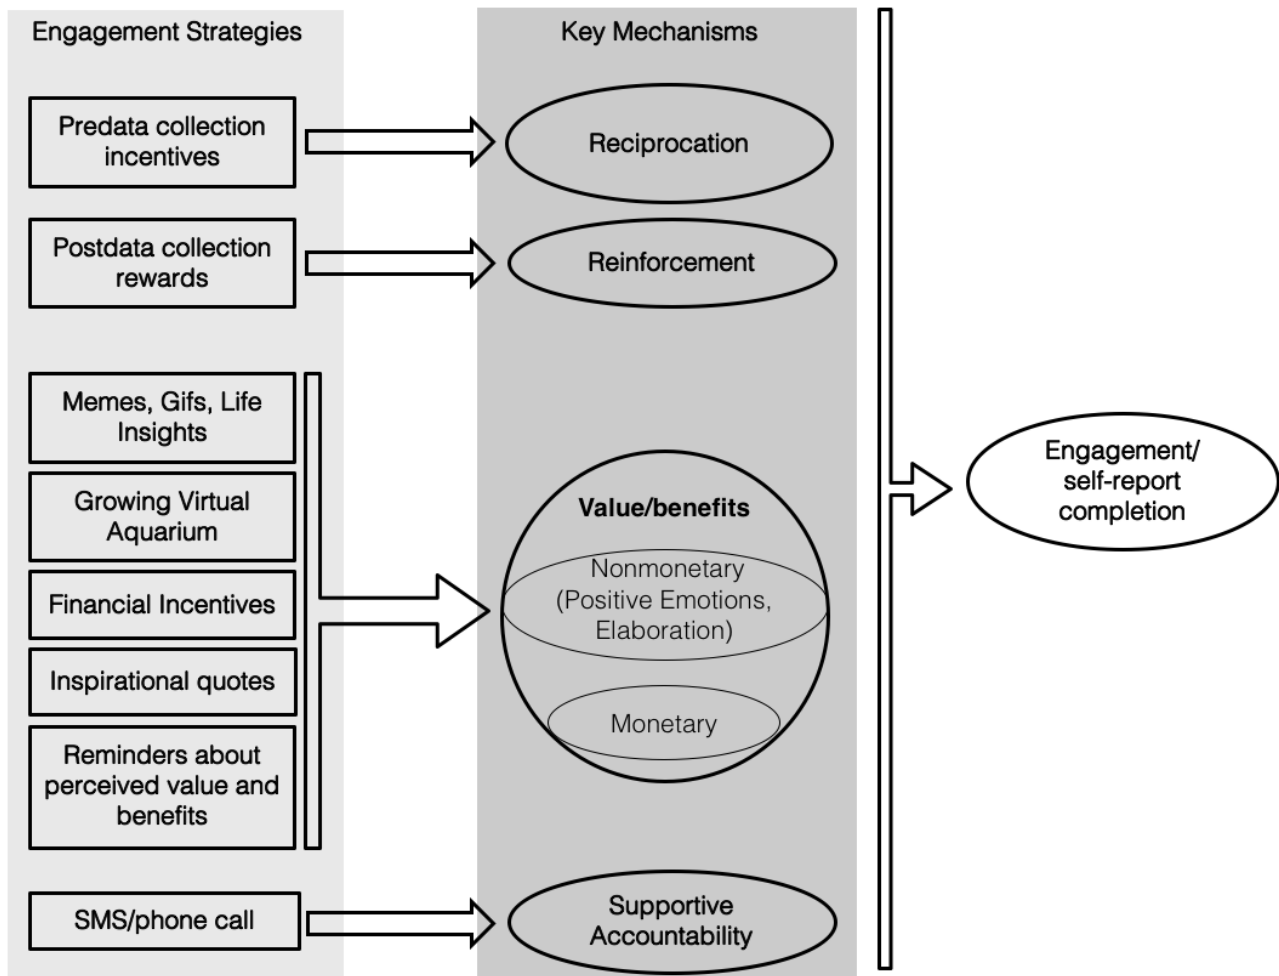 Engagement Strategies
Key Mechanisms
Predata collection
incentives
Reciprocation
Postdata collection
rewards
Reinforcement
Memes, Gifs, Life
Insights
Growing Virtual
Aquarium
Financial Incentives
Inspirational quotes
Reminders about
perceived value and
benefits
Value/benefits
Nonmonetary
(Positive Emotions,
Elaboration)
Monetary
SMS/phone call
Supportive
Accountability
Engagement/
self-report
completion